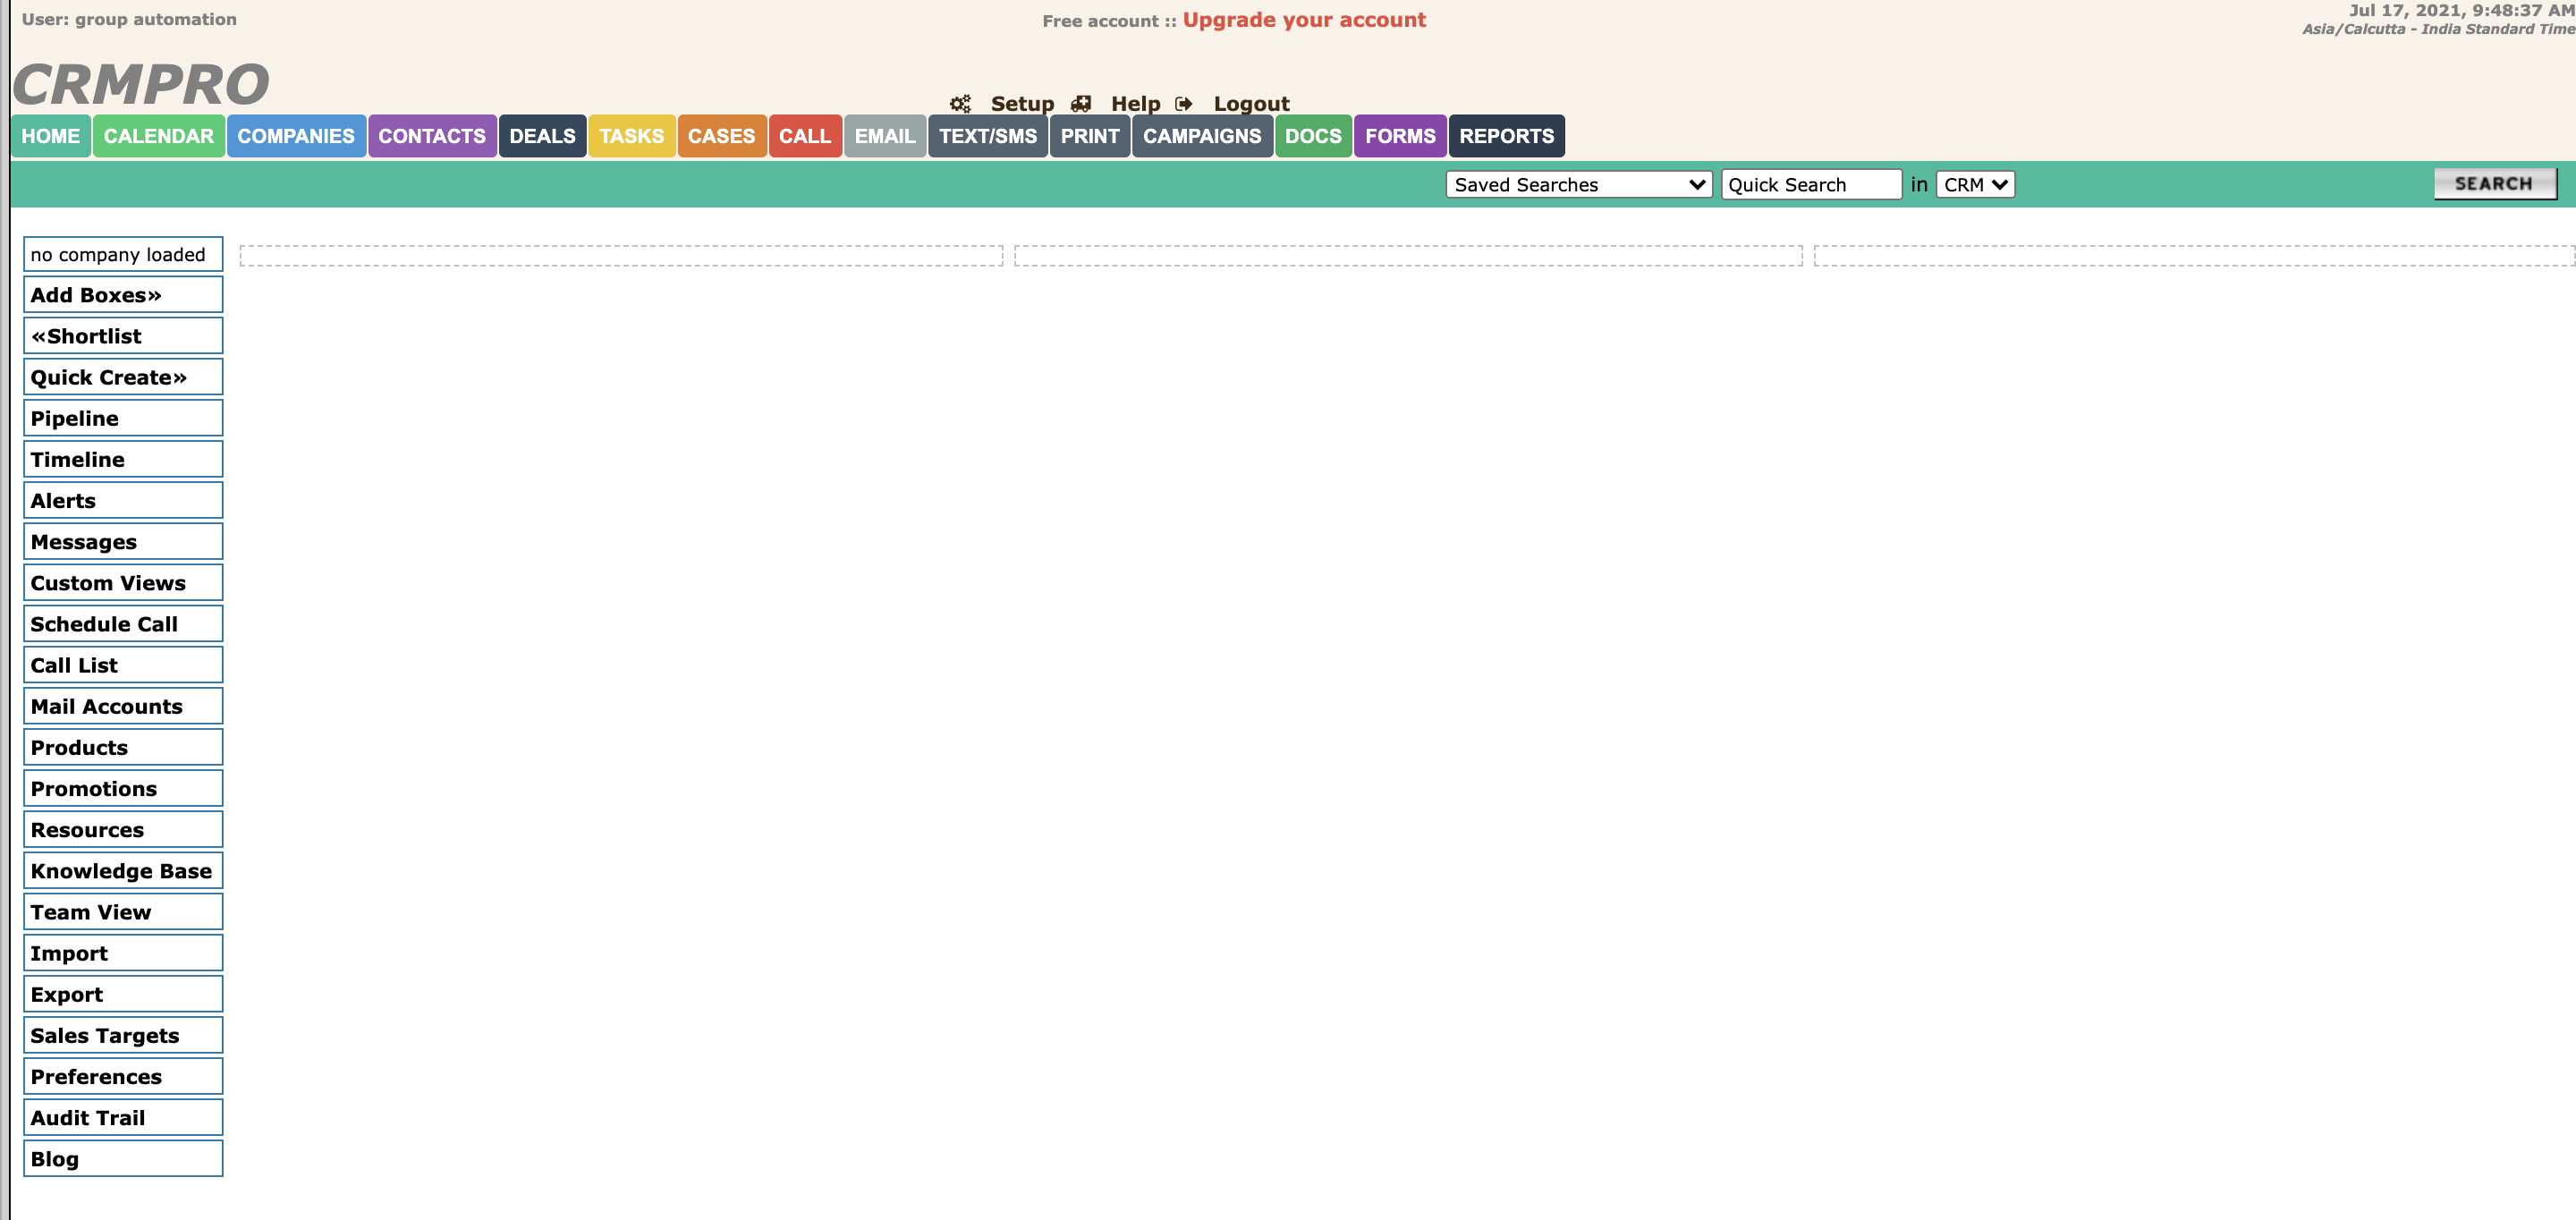 User: group automation
Free account :: Upgrade your account
Jul 17, 2021, 9:48:37 AM
Asia/Calcutta - India Standard Time
CRMPRO
Setup Help Logout
HOME CALENDAR COMPANIES CONTACTS DEALS TASKS CASES CALL EMAIL TEXT/SMS PRINT CAMPAIGNS DOCS FORMS REPORTS
Saved Searches Quick Search in CRM SEARCH
no company loaded
Add Boxes»
«Shortlist
Quick Create»
Pipeline
Timeline
Alerts
Messages
Custom Views
Schedule Call
Call List
Mail Accounts
Products
Promotions
Resources
Knowledge Base
Team View
Import
Export
Sales Targets
Preferences
Audit Trail
Blog